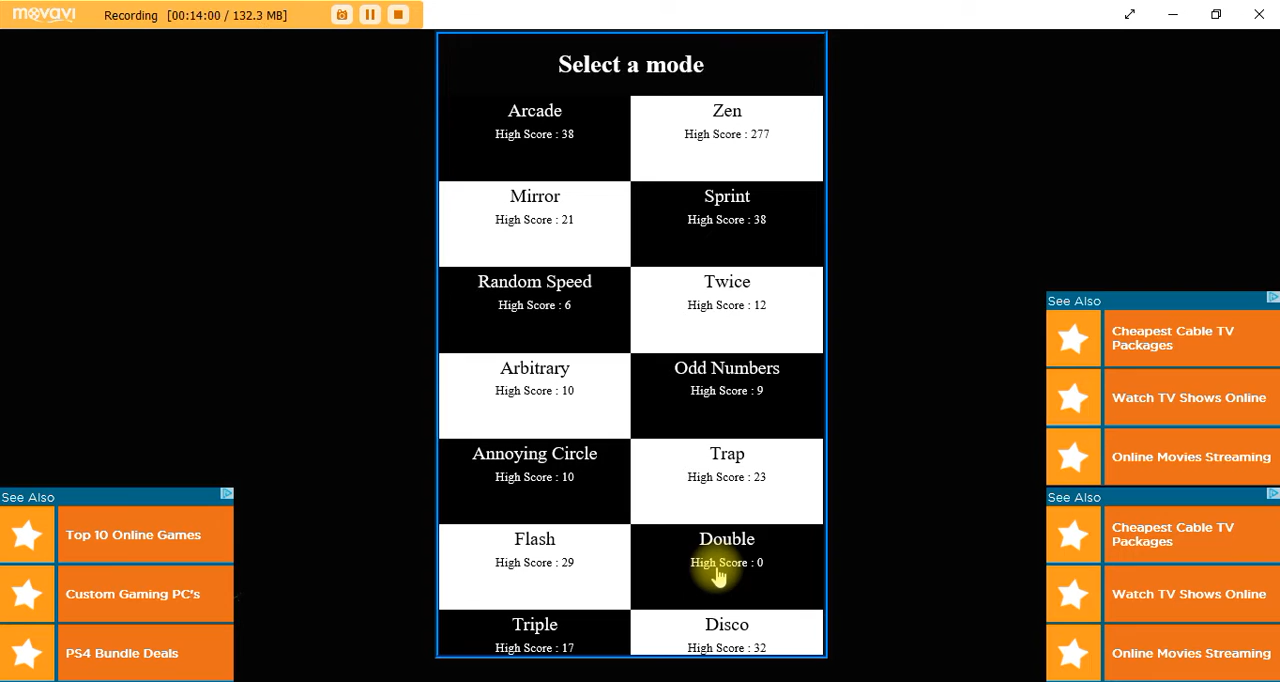 movavi Recording [00:14:00 / 132.3 MB]
Select a mode
Arcade
High Score : 38
Zen
High Score : 277
Mirror
High Score : 21
Sprint
High Score : 38
Random Speed
High Score : 6
Twice
High Score : 12
Arbitrary
High Score : 10
Odd Numbers
High Score : 9
Annoying Circle
High Score : 10
Trap
High Score : 23
Flash
High Score : 29
Double
High Score : 0
Triple
High Score : 17
Disco
High Score : 32
See Also
Top 10 Online Games
Custom Gaming PC's
PS4 Bundle Deals
See Also
Cheapest Cable TV
Packages
Watch TV Shows Online
Online Movies Streaming
See Also
Cheapest Cable TV
Packages
Watch TV Shows Online
Online Movies Streaming